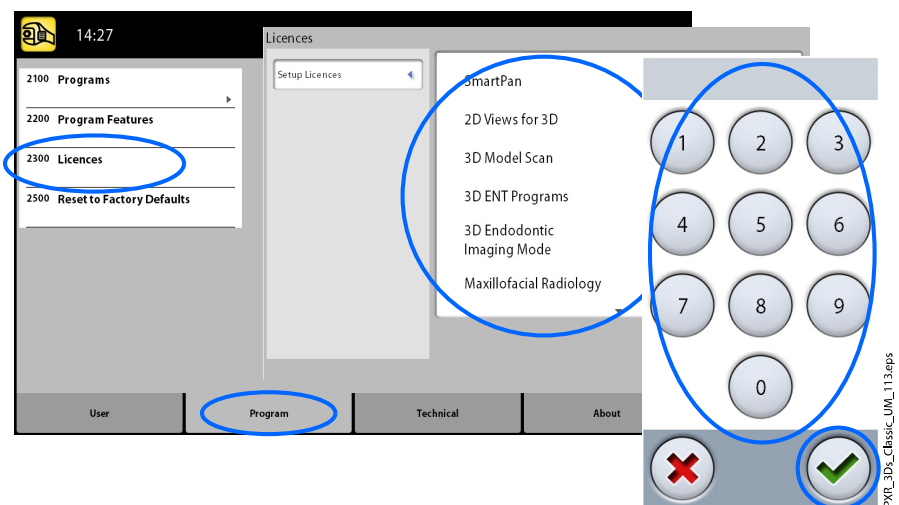 14:27
Licences
2100 Programs
2200 Program Features
2300 Licences
2500 Reset to Factory Defaults
Setup Licences
SmartPan
2D Views for 3D
3D Model Scan
3D ENT Programs
3D Endodontic
Imaging Mode
Maxillofacial Radiology
1 2 3
4 5 6
7 8 9
0
User Program Technical About
PXR_3Ds_Classic_UM_113.eps